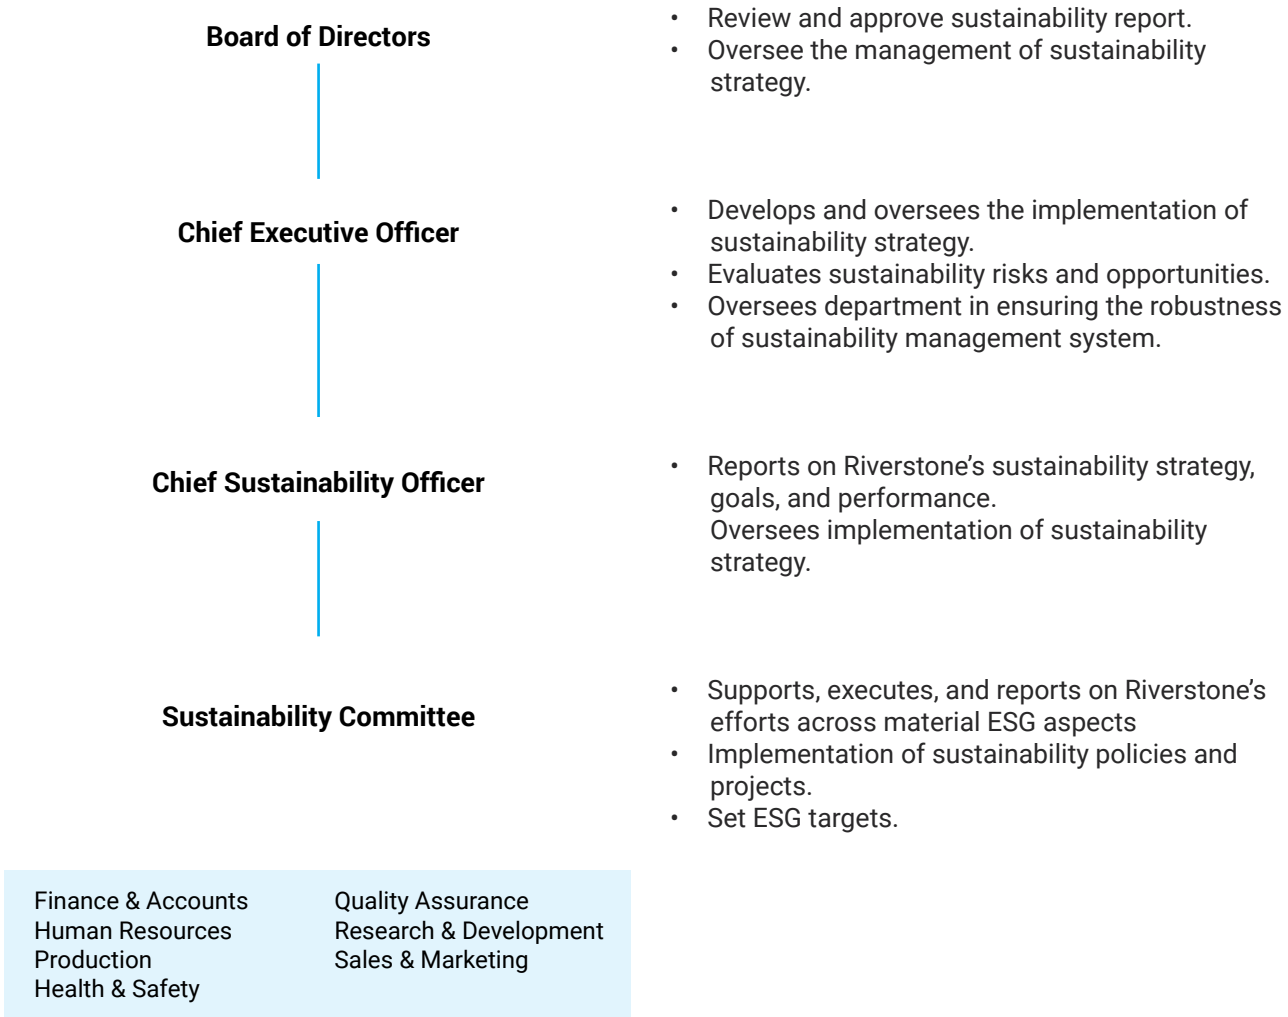 Board of Directors
• Review and approve sustainability report.
• Oversee the management of sustainability
strategy.
Chief Executive Officer
• Develops and oversees the implementation of
sustainability strategy.
• Evaluates sustainability risks and opportunities.
• Oversees department in ensuring the robustness
of sustainability management system.
Chief Sustainability Officer
• Reports on Riverstone’s sustainability strategy,
goals, and performance.
Oversees implementation of sustainability
strategy.
Sustainability Committee
• Supports, executes, and reports on Riverstone’s
efforts across material ESG aspects
• Implementation of sustainability policies and
projects.
• Set ESG targets.
Finance & Accounts
Human Resources
Production
Health & Safety
Quality Assurance
Research & Development
Sales & Marketing